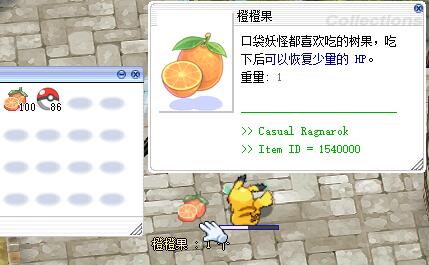 橙橙果
Collections
口袋妖怪都喜欢吃的树果，吃
下后可以恢复少量的 HP。
重量: 1
>> Casual Ragnarok
>> Item ID = 1540000
100
86
橙橙果 : 1 个